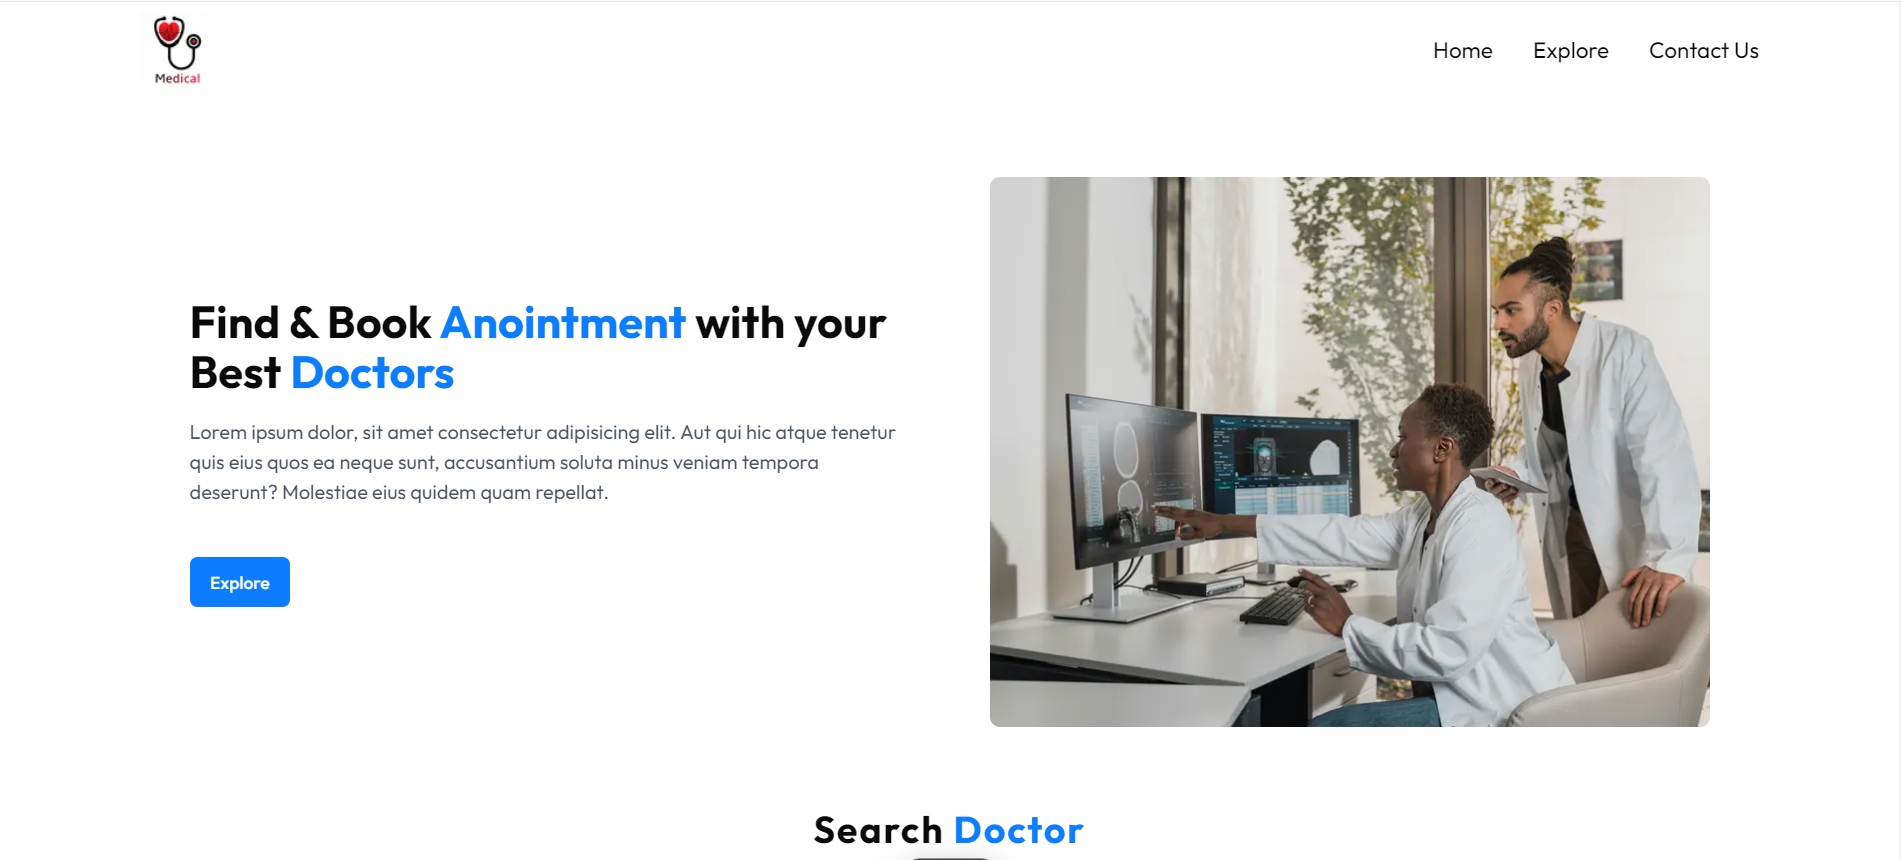 Medical
Home
Explore
Contact Us
Find & Book Anointment with your
Best Doctors
Lorem ipsum dolor, sit amet consectetur adipisicing elit. Aut qui hic atque tenetur
quis eius quos ea neque sunt, accusantium soluta minus veniam tempora
deserunt? Molestiae eius quidem quam repellat.
Explore
Search Doctor